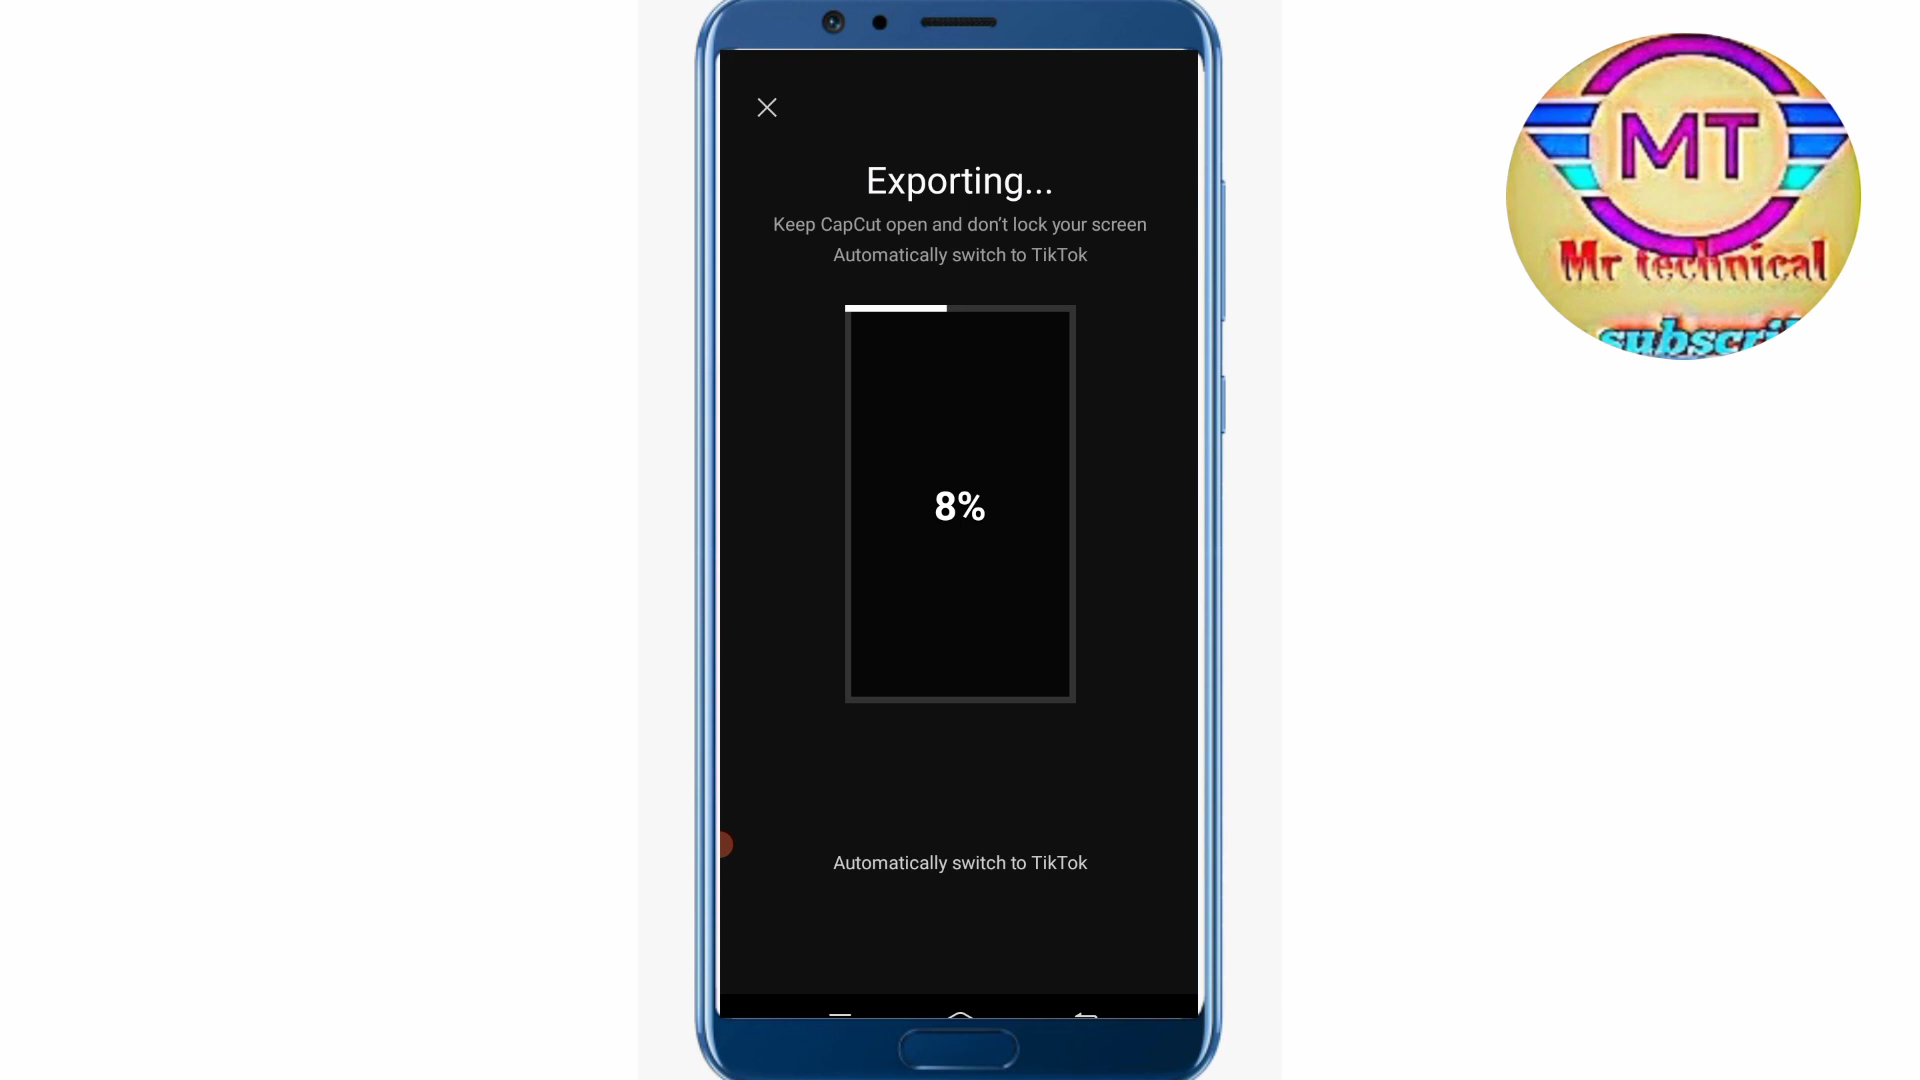 Exporting...
Keep CapCut open and don't lock your screen
Automatically switch to TikTok
8%
Automatically switch to TikTok
MT
Mr technical
subscri